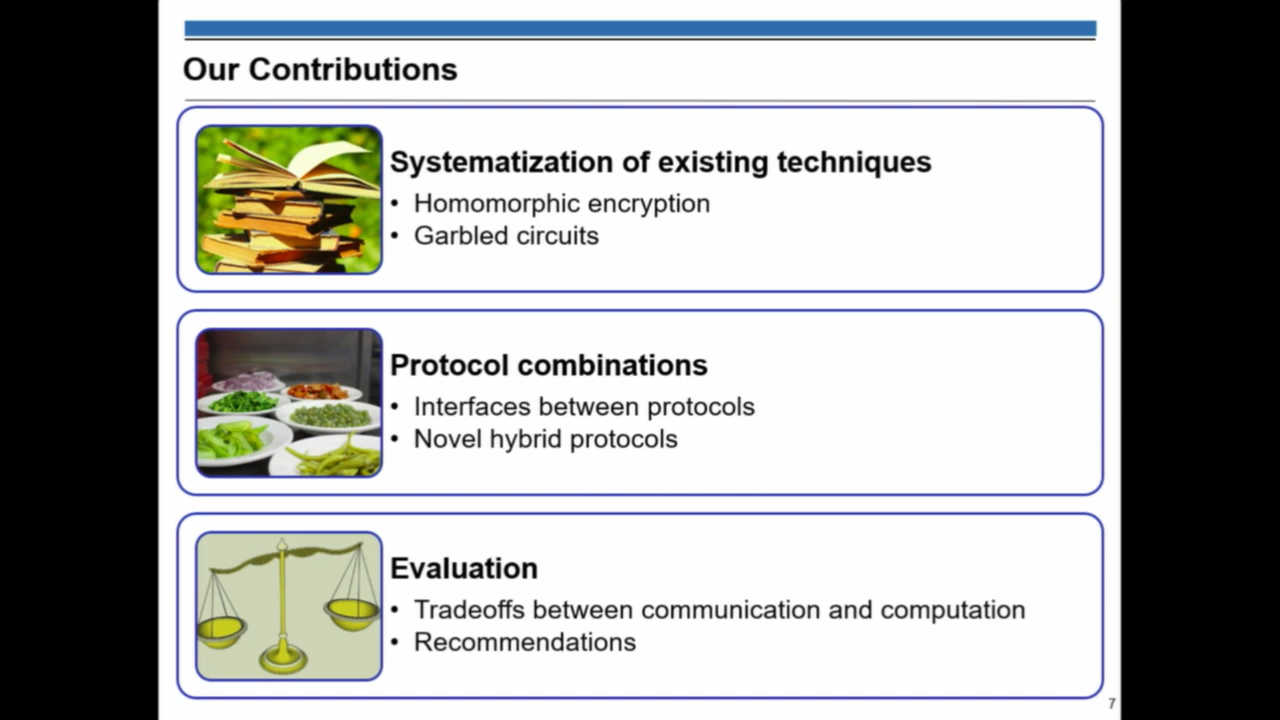 Our Contributions
Systematization of existing techniques
• Homomorphic encryption
• Garbled circuits
Protocol combinations
• Interfaces between protocols
• Novel hybrid protocols
Evaluation
• Tradeoffs between communication and computation
• Recommendations
7